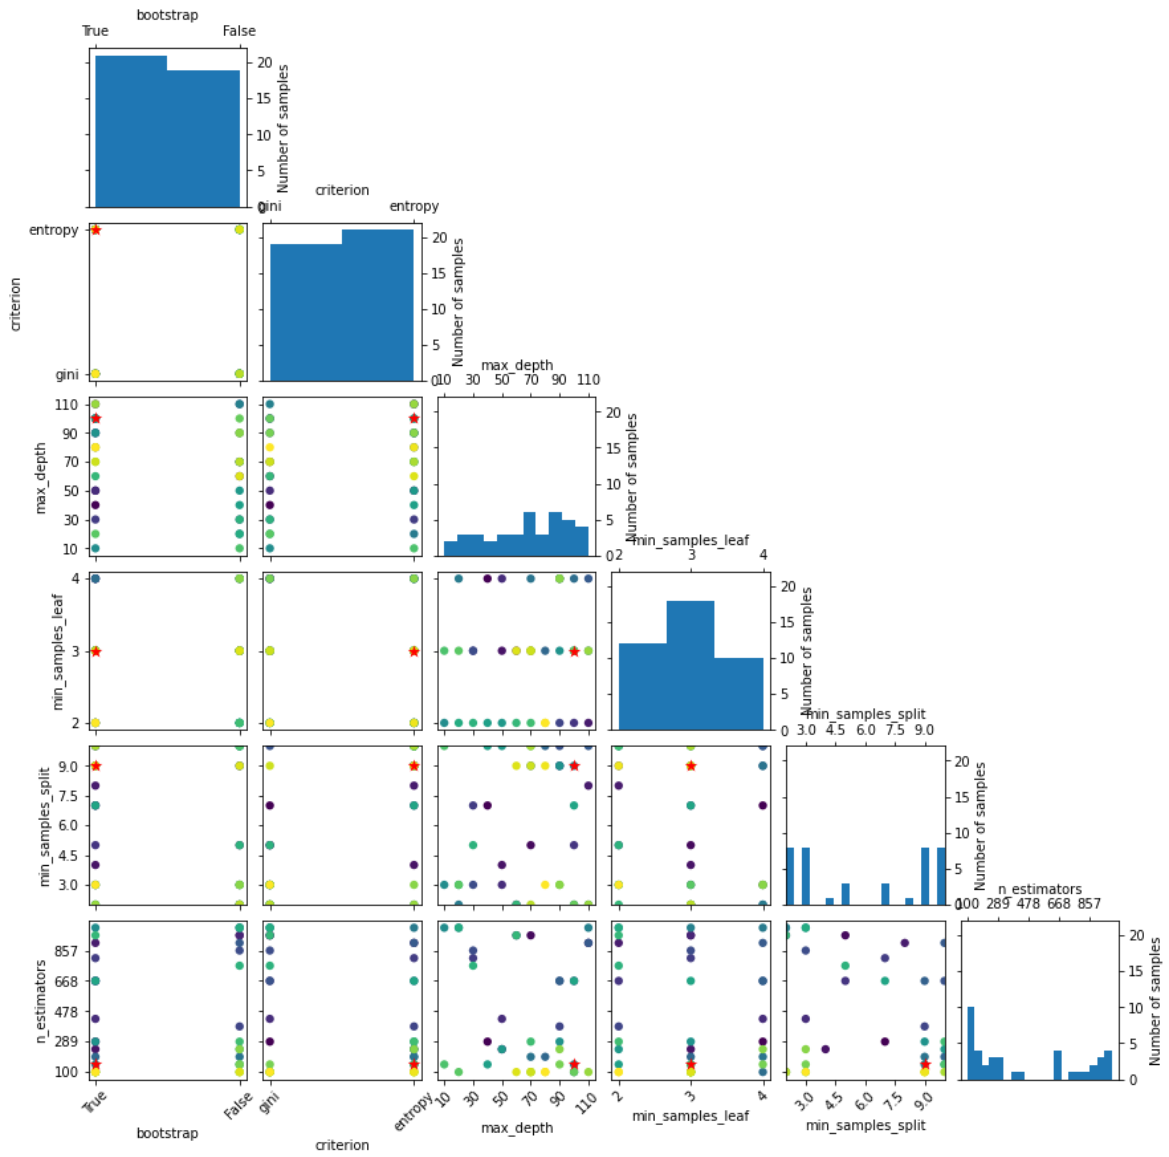 bootstrap
True False
20
15
10
5
0
Number of samples
criterion
gini entropy
entropy
gini
criterion
20
15
10
5
0
Number of samples
max_depth
10 30 50 70 90 110
110
90
70
50
30
10
max_depth
20
15
10
5
0
Number of samples
min_samples_leaf
2 3 4
4
3
2
min_samples_leaf
20
15
10
5
0
Number of samples
min_samples_split
3.0 4.5 6.0 7.5 9.0
9.0
7.5
6.0
4.5
3.0
min_samples_split
20
15
10
5
0
Number of samples
n_estimators
100 289 478 668 857
857
668
478
289
100
n_estimators
20
15
10
5
0
Number of samples
True False
bootstrap
gini entropy
criterion
10 30 50 70 90 110
max_depth
2 3 4
min_samples_leaf
3.0 4.5 6.0 7.5 9.0
min_samples_split